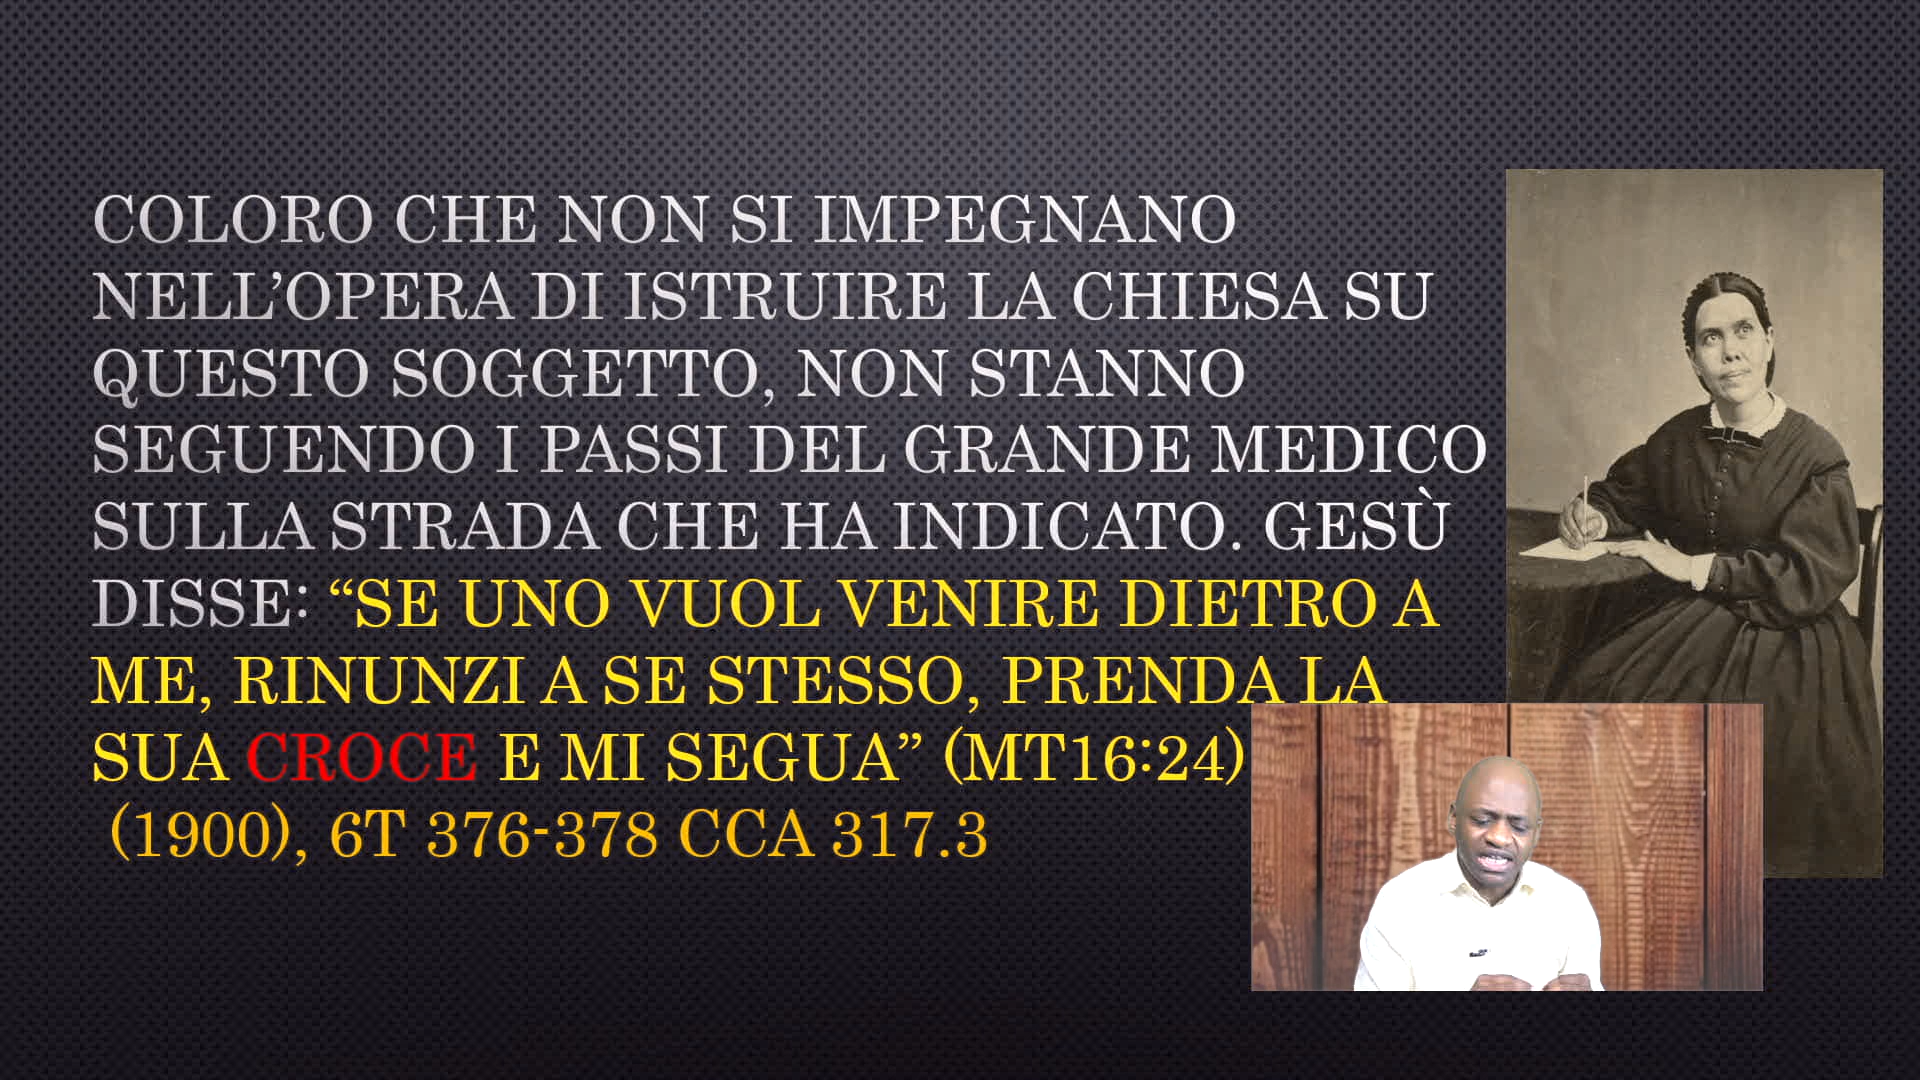 COLORO CHE NON SI IMPEGNANO
NELL’OPERA DI ISTRUIRE LA CHIESA SU
QUESTO SOGGETTO, NON STANNO
SEGUENDO I PASSI DEL GRANDE MEDICO
SULLA STRADA CHE HA INDICATO. GESÙ
DISSE: “SE UNO VUOL VENIRE DIETRO A
ME, RINUNZI A SE STESSO, PRENDA LA
SUA CROCE E MI SEGUA” (MT16:24)
(1900), 6T 376-378 CCA 317.3